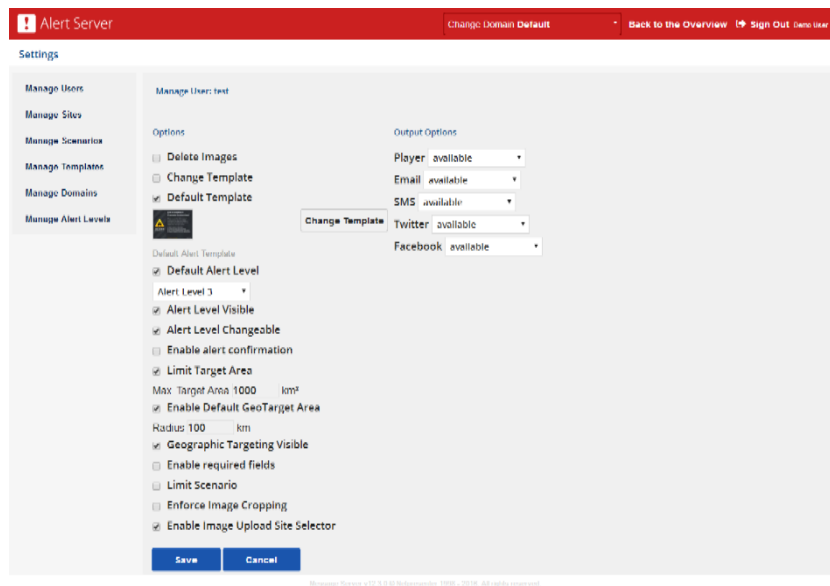 ! Alert Server
Change Domain Default
Back to the Overview
Sign Out Demo User
Settings
Manage Users
Manage Sites
Manage Scenarios
Manage Templates
Manage Domains
Manage Alert Levels
Manage User: test
Options
Delete Images
Change Template
Default Template
Change Template
Default Alert Template
Default Alert Level
Alert Level 3
Alert Level Visible
Alert Level Changeable
Enable alert confirmation
Limit Target Area
Max Target Area 1000 km²
Enable Default GeoTarget Area
Radius 100 km
Geographic Targeting Visible
Enable required fields
Limit Scenario
Enforce Image Cropping
Enable Image Upload Site Selector
Save
Cancel
Output Options
Player available
Email available
SMS available
Twitter available
Facebook available
All rights reserved.